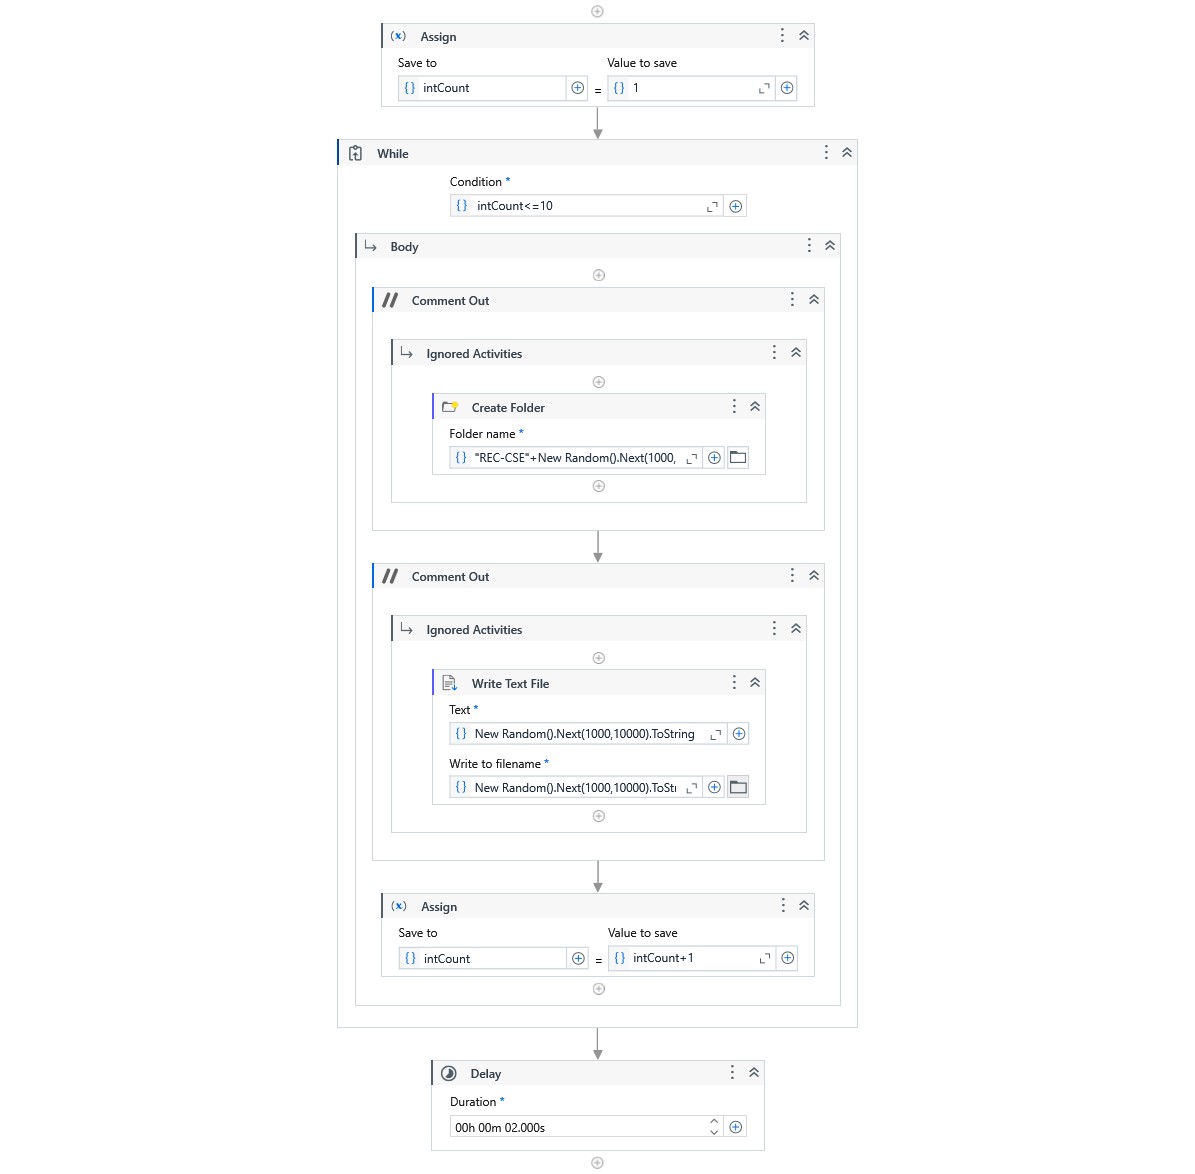 Assign
Save to Value to save
intCount = 1
While
Condition *
intCount<=10
Body
Comment Out
Ignored Activities
Create Folder
Folder name *
"REC-CSE"+New Random().Next(1000,
Comment Out
Ignored Activities
Write Text File
Text *
New Random().Next(1000,10000).ToString
Write to filename *
New Random().Next(1000,10000).ToStr
Assign
Save to Value to save
intCount = intCount+1
Delay
Duration *
00h 00m 02.000s